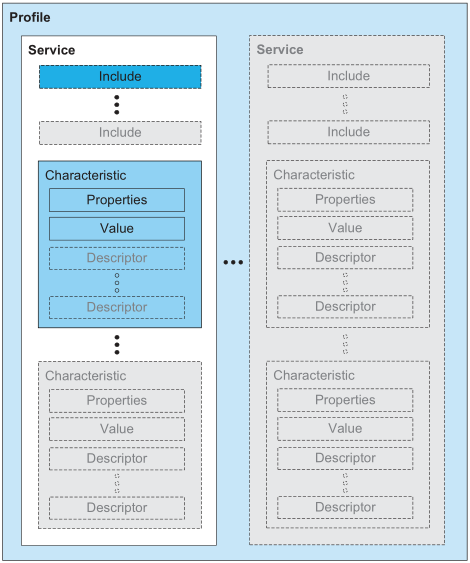 Profile
Service
Include
Include
Characteristic
Properties
Value
Descriptor
Descriptor
Characteristic
Properties
Value
Descriptor
Descriptor
Service
Include
Include
Characteristic
Properties
Value
Descriptor
Descriptor
Characteristic
Properties
Value
Descriptor
Descriptor